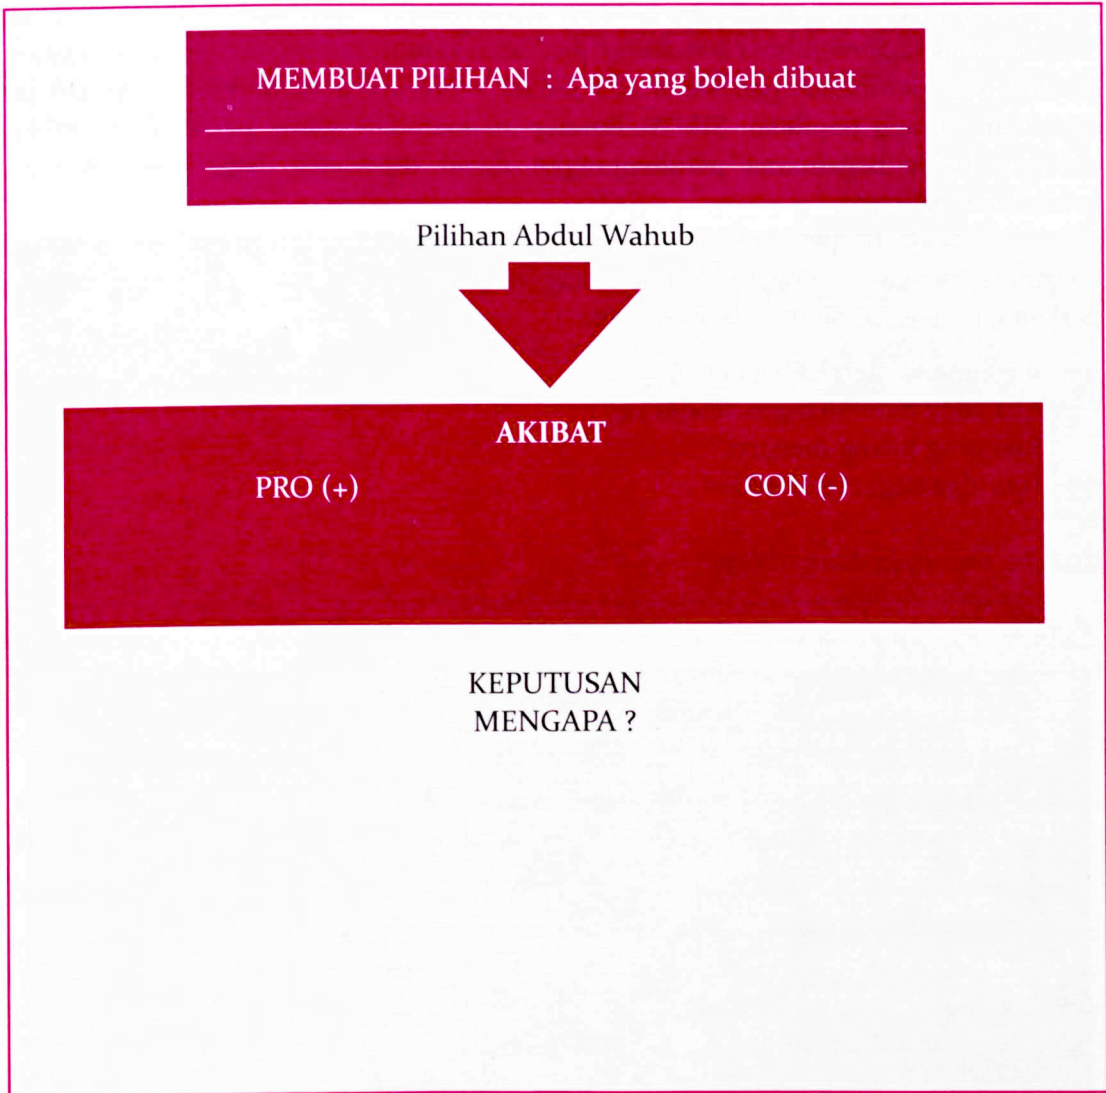 MEMBUAT PILIHAN : Apa yang boleh dibuat
Pilihan Abdul Wahub
AKIBAT
PRO (+) CON (-)
KEPUTUSAN
MENGAPA ?